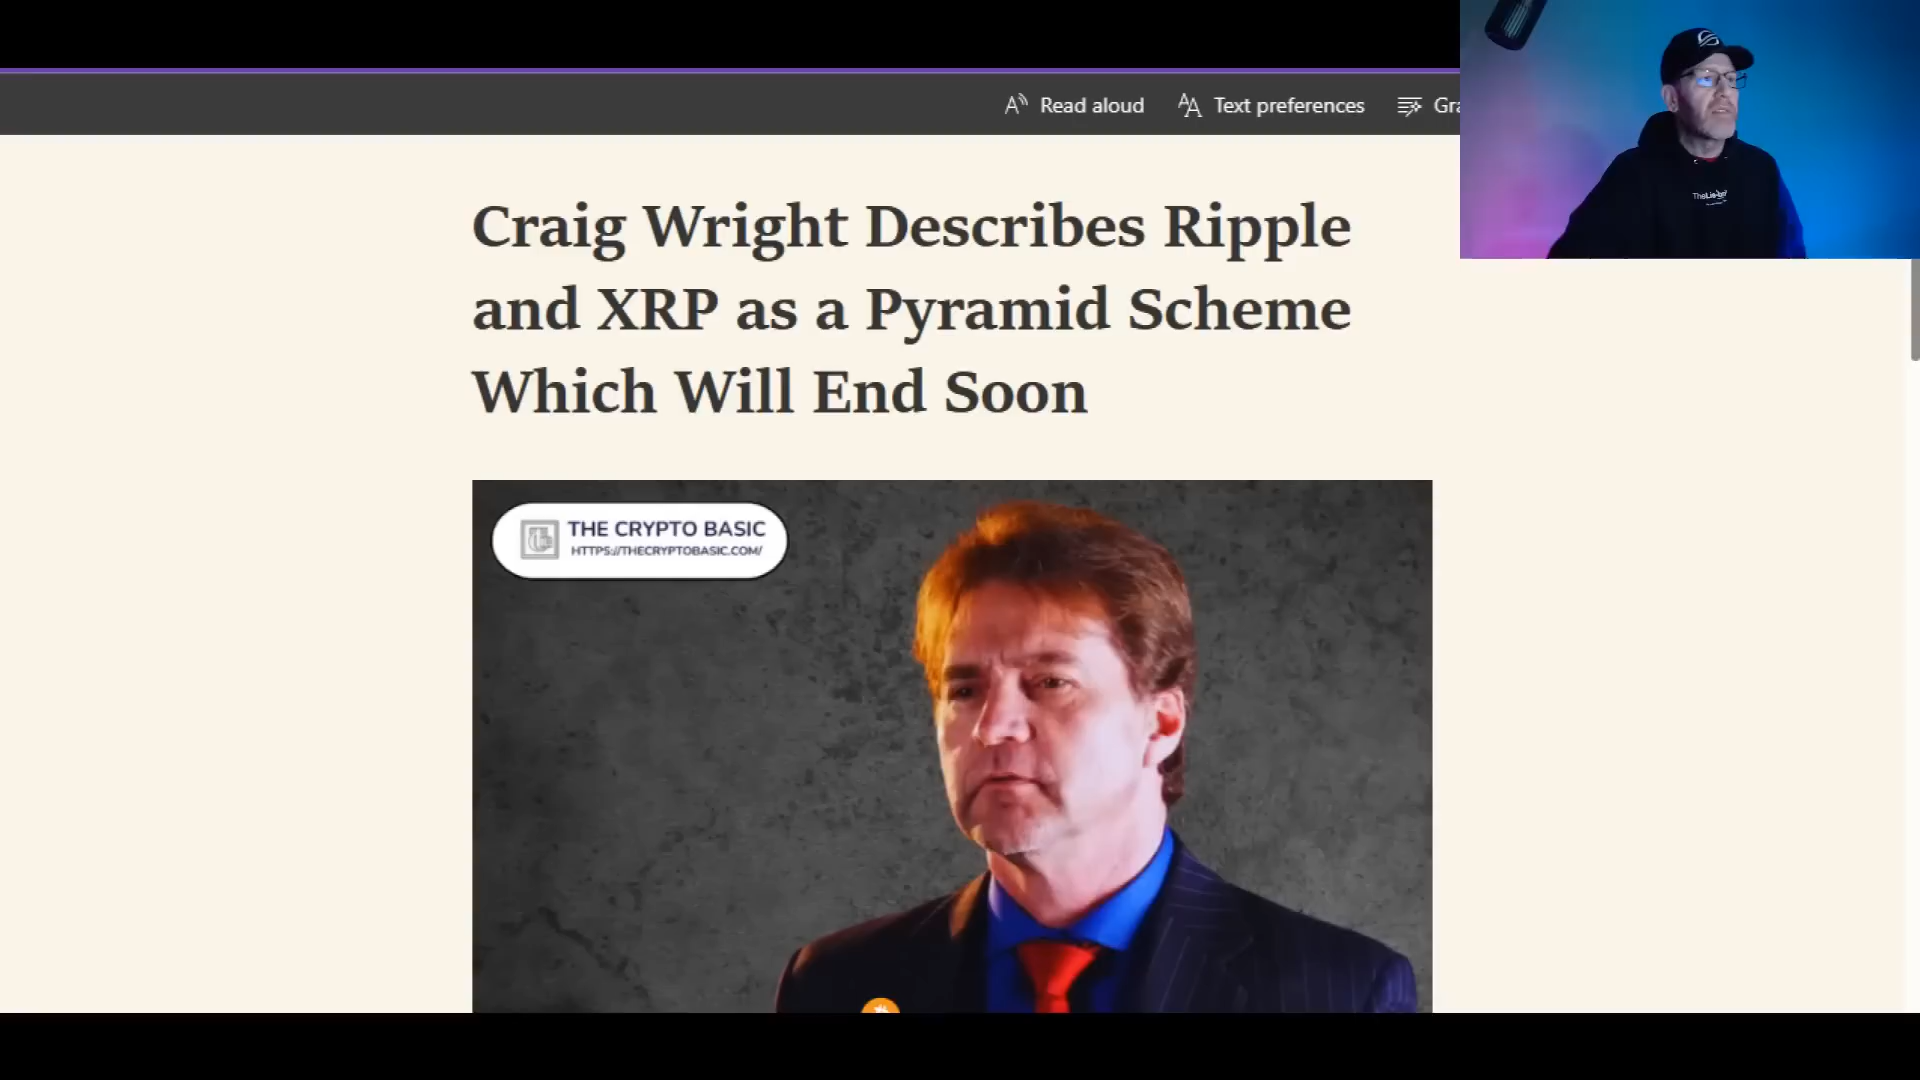 Read aloud
Text preferences
Gra
Craig Wright Describes Ripple
and XRP as a Pyramid Scheme
Which Will End Soon
THE CRYPTO BASIC
HTTPS://THECRYPTOBASIC.COM/